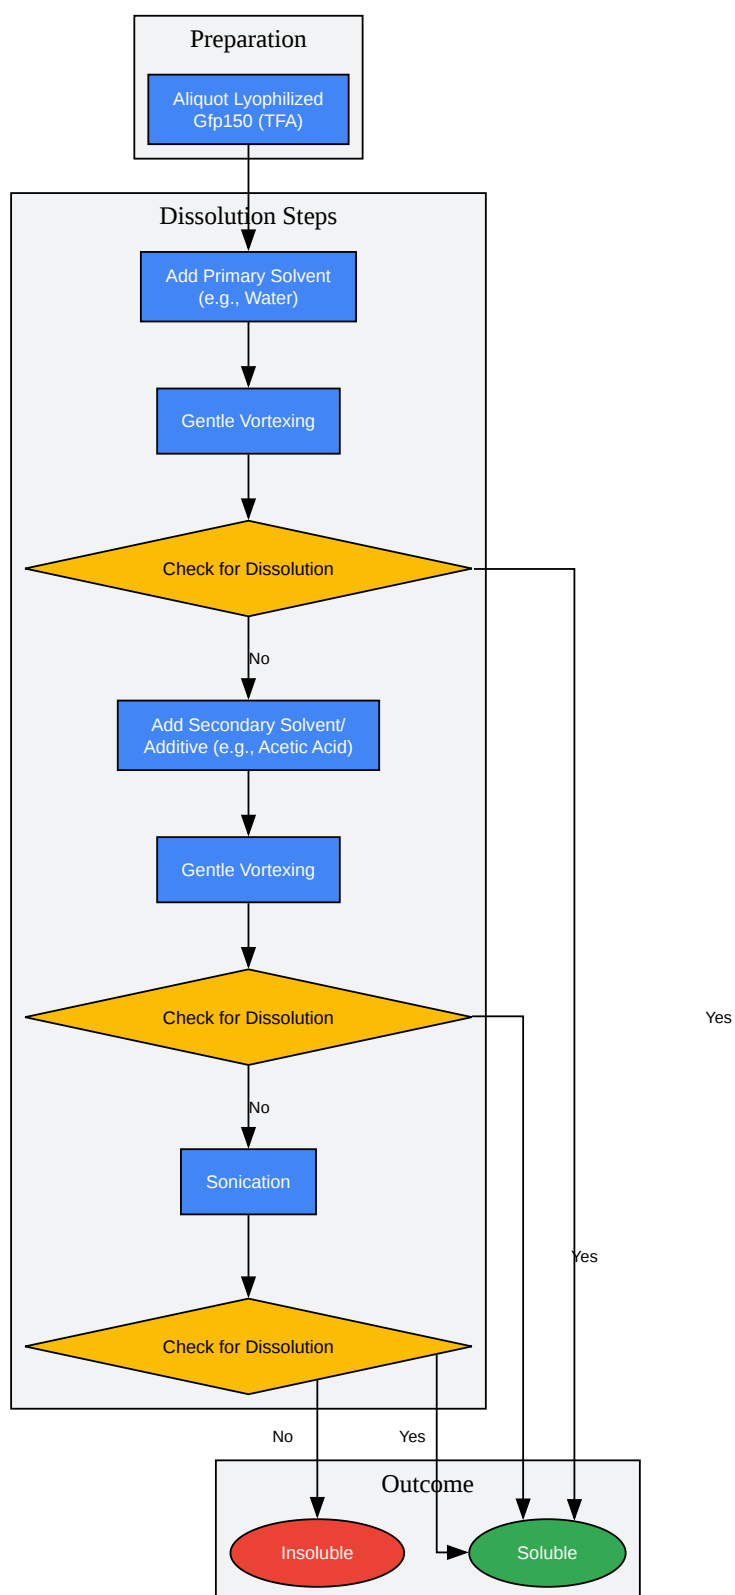 Preparation
Aliquot Lyophilized
Gfp150 (TFA)
Dissolution Steps
Add Primary Solvent
(e.g., Water)
Gentle Vortexing
Check for Dissolution
No
Add Secondary Solvent/
Additive (e.g., Acetic Acid)
Gentle Vortexing
Check for Dissolution
Yes
No
Sonication
Yes
Check for Dissolution
No
Yes
Outcome
Insoluble
Soluble